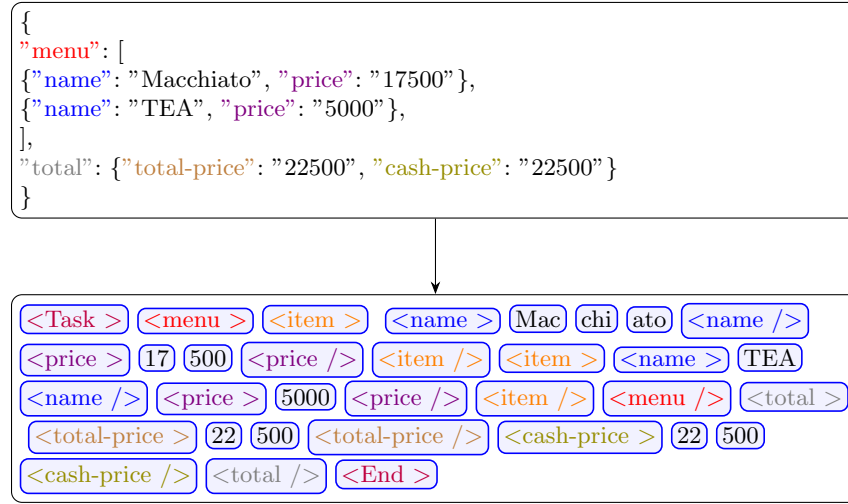 {
"menu": [
{"name": "Macchiato", "price": "17500"},
{"name": "TEA", "price": "5000"},
],
"total": {"total-price": "22500", "cash-price": "22500"}
}
<Task > <menu > <item > <name > Mac chi ato <name />
<price > 17 500 <price /> <item /> <item > <name > TEA
<name /> <price > 5000 <price /> <item /> <menu /> <total >
<total-price > 22 500 <total-price /> <cash-price > 22 500
<cash-price /> <total /> <End >